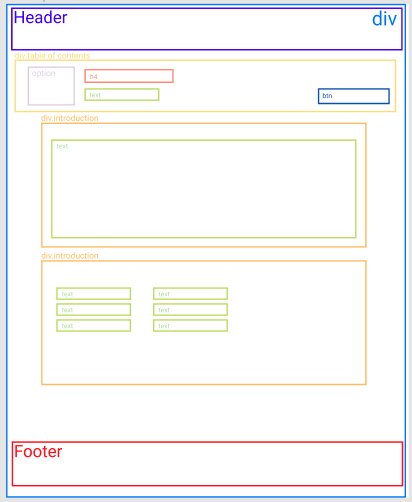 Header
div
div.table of contents
option
h4
text
btn
div.introduction
text
div.introduction
text text
text text
text text
Footer